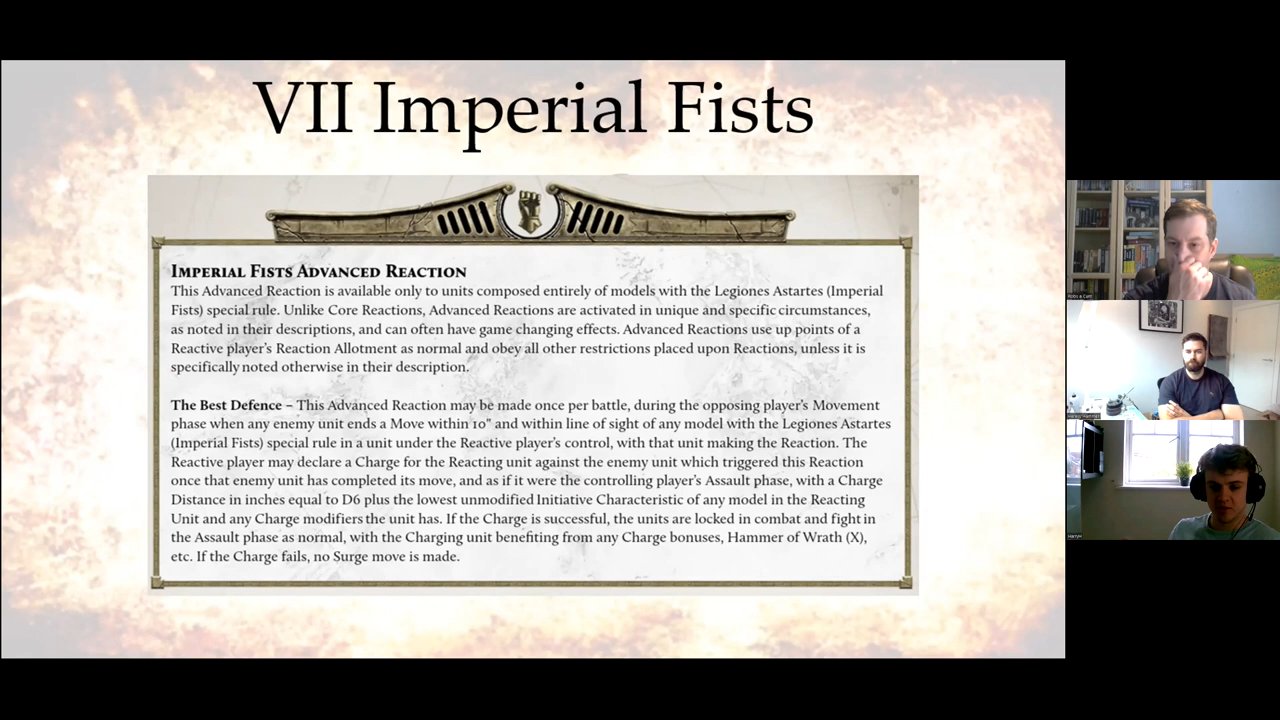 VII Imperial Fists
Imperial Fists Advanced Reaction
This Advanced Reaction is available only to units composed entirely of models with the Legiones Astartes (Imperial
Fists) special rule. Unlike Core Reactions, Advanced Reactions are activated in unique and specific circumstances,
as noted in their descriptions, and can often have game changing effects. Advanced Reactions use up points of a
Reactive player's Reaction Allotment as normal and obey all other restrictions placed upon Reactions, unless it is
specifically noted otherwise in their description.
The Best Defence – This Advanced Reaction may be made once per battle, during the opposing player's Movement
phase when any enemy unit ends a Move within 10" and within line of sight of any model with the Legiones Astartes
(Imperial Fists) special rule in a unit under the Reactive player's control, with that unit making the Reaction. The
Reactive player may declare a Charge for the Reacting unit against the enemy unit which triggered this Reaction
once that enemy unit has completed its move, and as if it were the controlling player's Assault phase, with a Charge
Distance in inches equal to D6 plus the lowest unmodified Initiative Characteristic of any model in the Reacting
Unit and any Charge modifiers the unit has. If the Charge is successful, the units are locked in combat and fight in
the Assault phase as normal, with the Charging unit benefiting from any Charge bonuses, Hammer of Wrath (X),
etc. If the Charge fails, no Surge move is made.